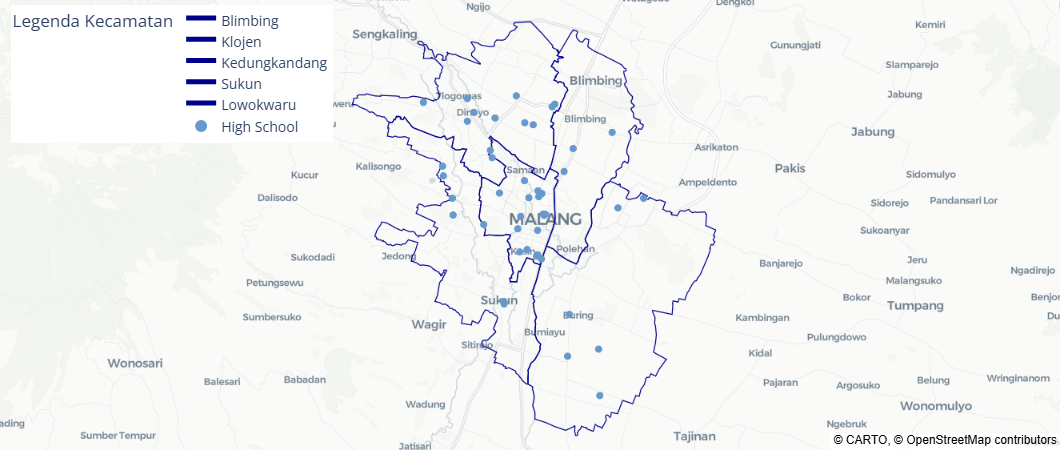 Legenda Kecamatan
Blimbing
Klojen
Kedungkandang
Sukun
Lowokwaru
High School
Ngijo
Dengkol
Sengkaling
Kemiri
Gunungjati
Slamparejo
Blimbing
Jabung
Dinoyo
Blimbing
Jabung
Asrikaton
Kalisongo
Samaan
Pakis
Kucur
Sidomulyo
Ampeldento
Dalisodo
Pandansari Lor
Sidorejo
MALANG
Sukoanyar
Polehan
Sukodadi
Jedong
Jeru
Banjarejo
Ngadirejo
Petungsewu
Malangsuko
Sukun
Bokor
Benjor
Tumpang
Sumbersuko
Buring
Kambingan
Wagir
Bumiayu
Pulungdowo
Sitirejo
Kidal
Wonosari
Balesari
Babadan
Pajaran
Argosuko
Belung
Wringinanom
Wadung
Wonomulyo
Ngebruk
Sumber Tempur
Tajinan
Jatisari
© CARTO, © OpenStreetMap contributors